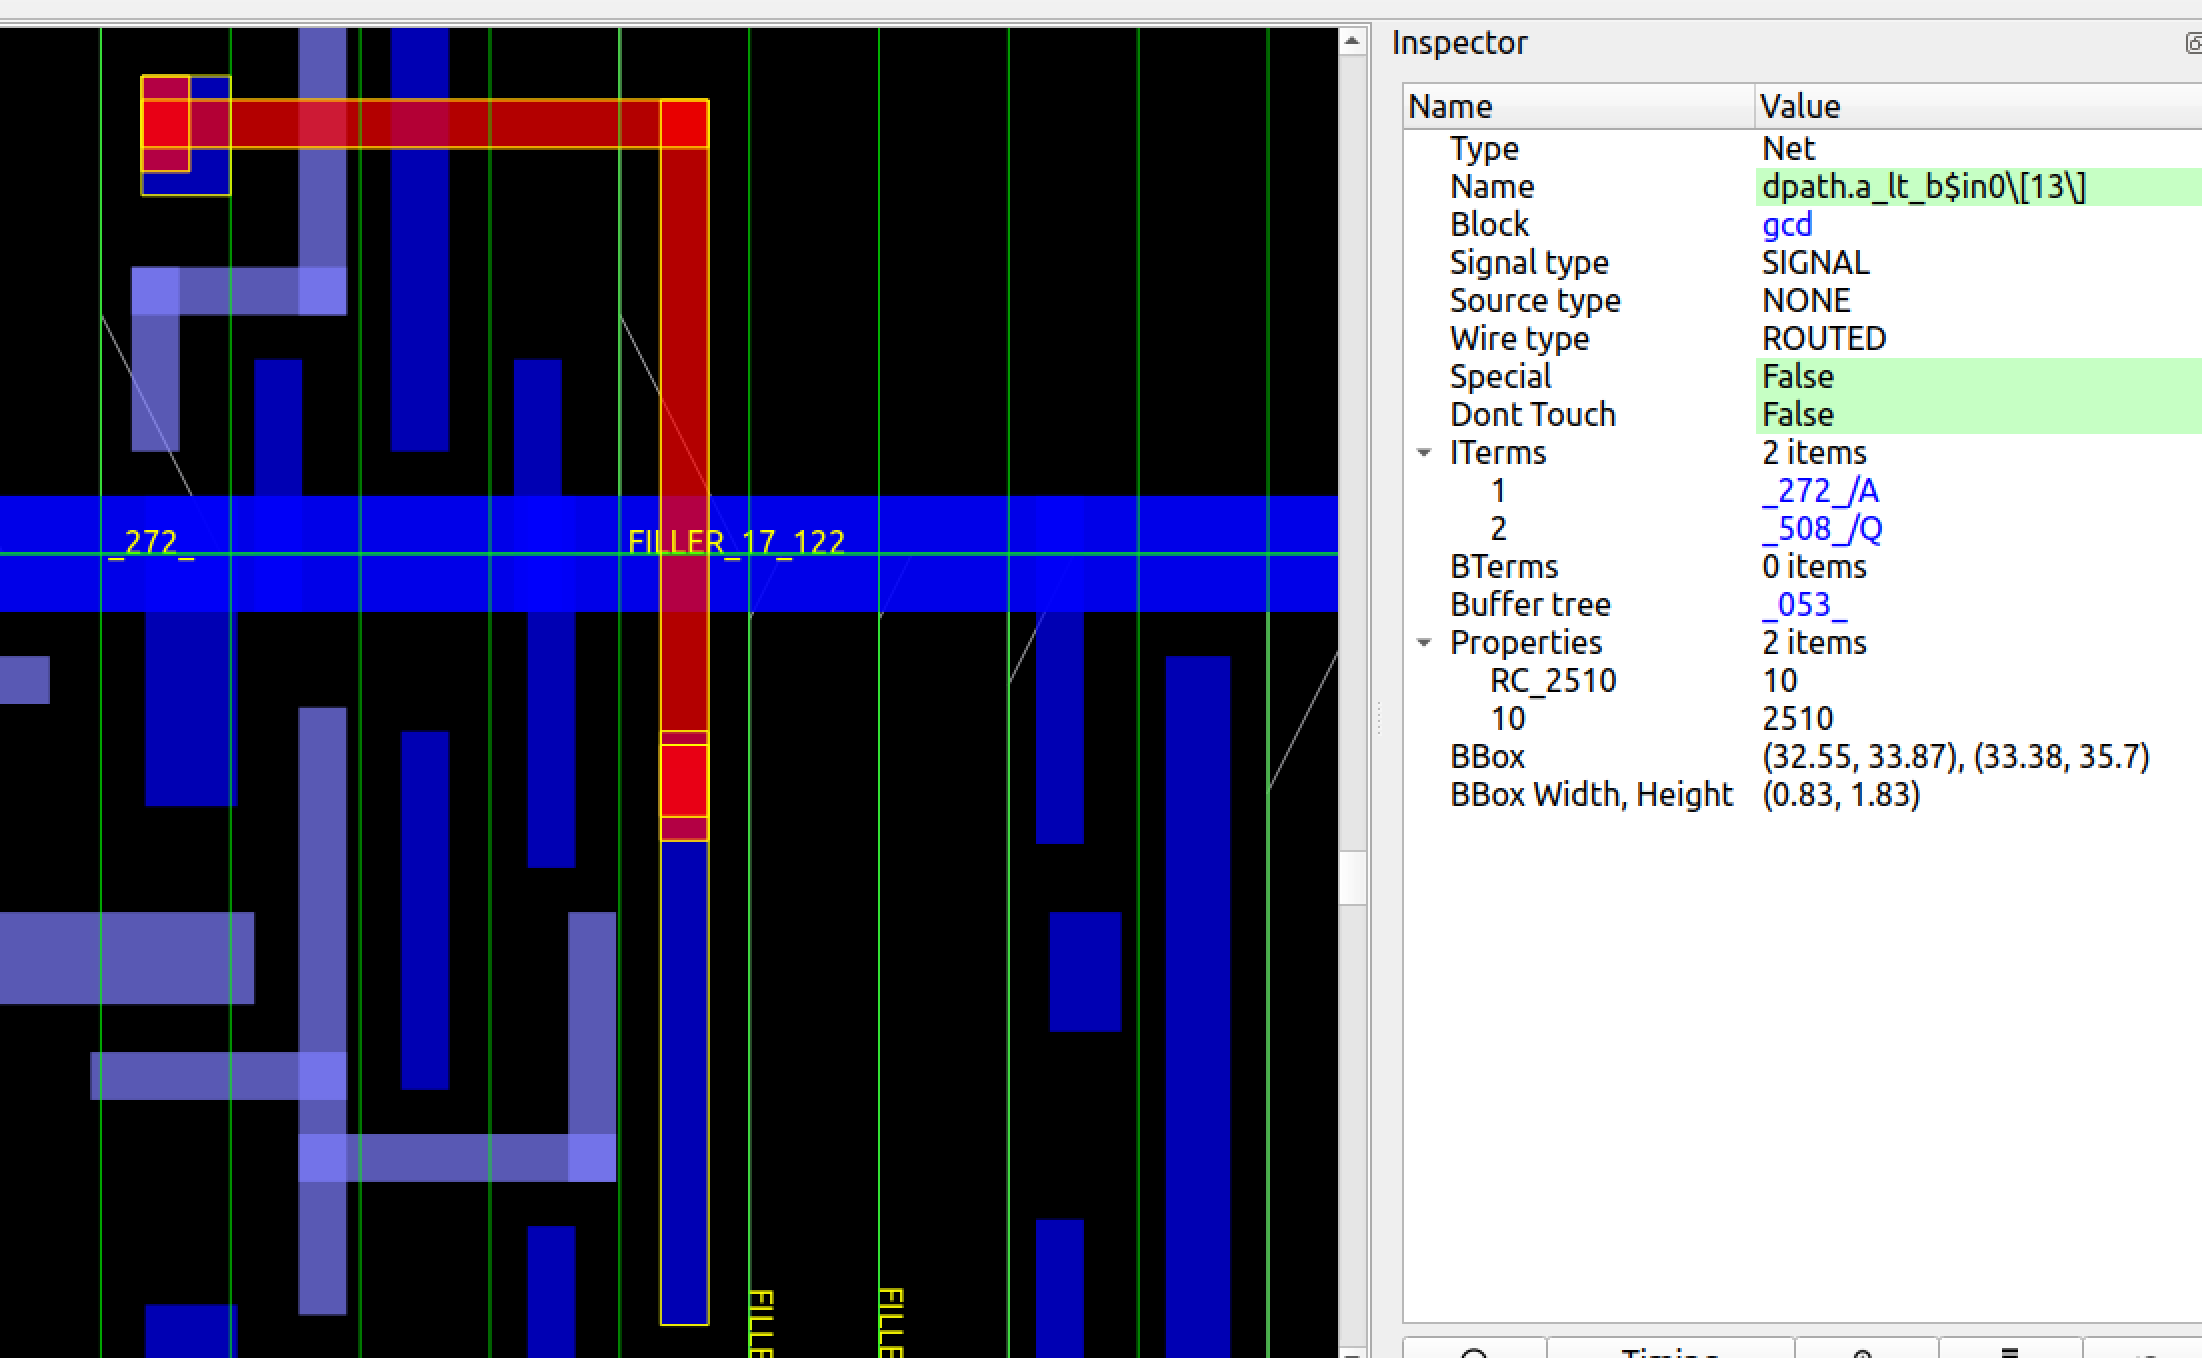 Inspector
Name Value
Type Net
Name dpath.a_lt_b$in0\[13\]
Block gcd
Signal type SIGNAL
Source type NONE
Wire type ROUTED
Special False
Dont Touch False
ITerms 2 items
1 _272_/A
2 _508_/Q
BTerms 0 items
Buffer tree _053_
Properties 2 items
RC_2510 10
10 2510
BBox (32.55, 33.87), (33.38, 35.7)
BBox Width, Height (0.83, 1.83)
_272_
FILLER_17_122
FILLE
FILLE
Timing